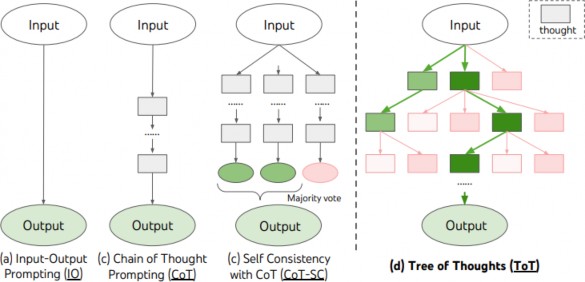 Input
Input
Input
Input
thought
......
......
......
......
......
......
Majority vote
Output
Output
Output
Output
(a) Input-Output
Prompting (IO)
(c) Chain of Thought
Prompting (CoT)
(c) Self Consistency
with CoT (CoT-SC)
(d) Tree of Thoughts (ToT)